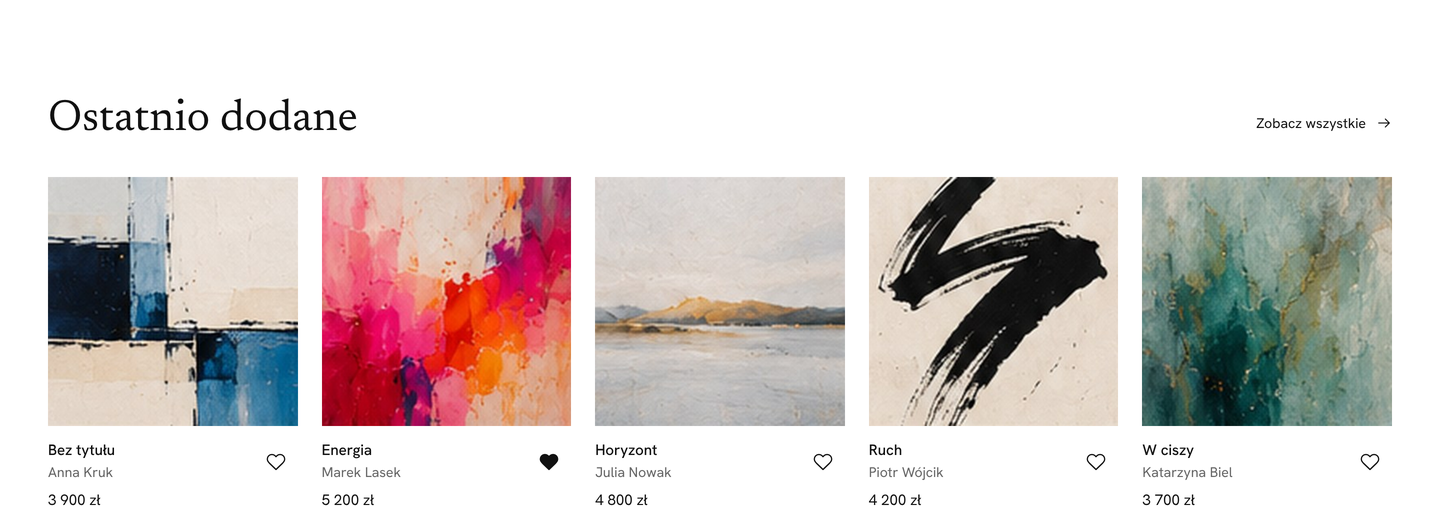 Ostatnio dodane
Zobacz wszystkie →
Bez tytułu
Anna Kruk
3 900 zł
Energia
Marek Lasek
5 200 zł
Horyzont
Julia Nowak
4 800 zł
Ruch
Piotr Wójcik
4 200 zł
W ciszy
Katarzyna Biel
3 700 zł